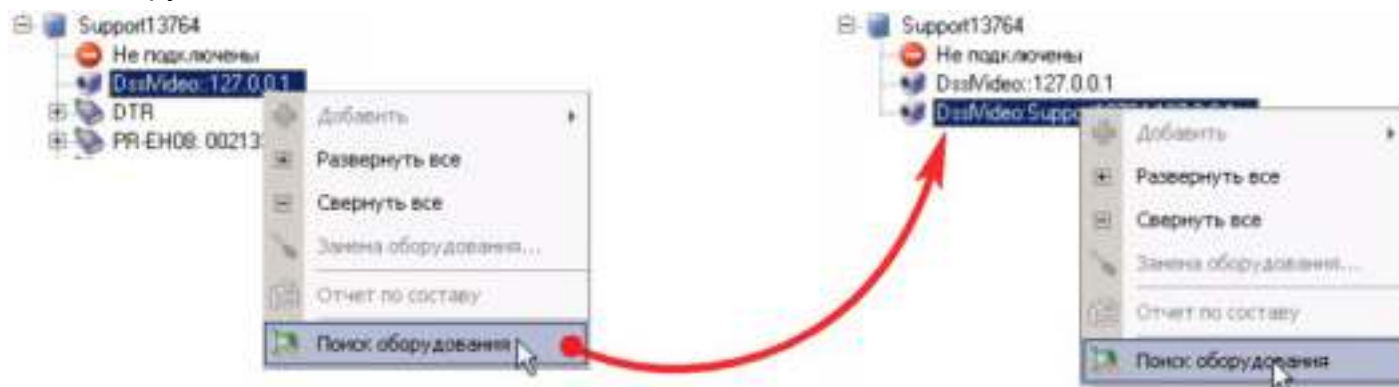 Support13764
Не подключены
DssVideo::127.0.0.1
DTR
PR-EH08: 00213
Добавить
Развернуть все
Свернуть все
Замена оборудования...
Отчет по составу
Поиск оборудования
Support13764
Не подключены
DssVideo::127.0.0.1
DssVideo:Suppo
Добавить
Развернуть все
Свернуть все
Замена оборудования...
Отчет по составу
Поиск оборудования